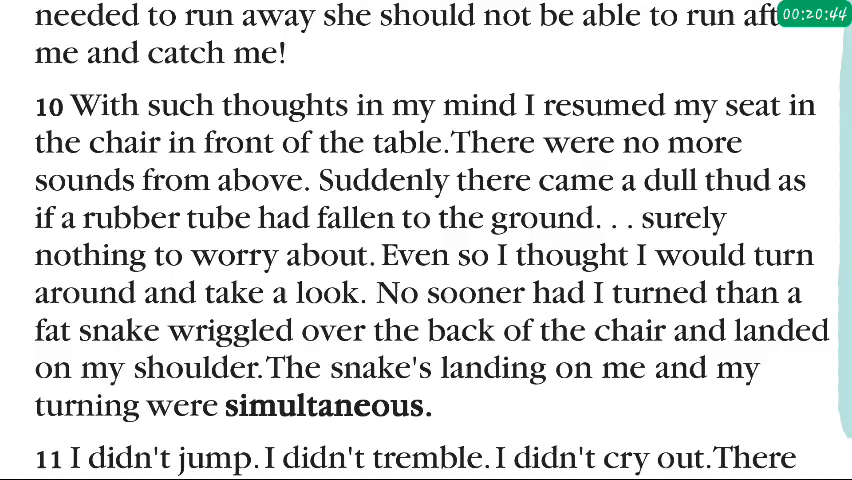 needed to run away she should not be able to run aft 00:20:44
me and catch me!
10 With such thoughts in my mind I resumed my seat in
the chair in front of the table.There were no more
sounds from above. Suddenly there came a dull thud as
if a rubber tube had fallen to the ground. . . surely
nothing to worry about. Even so I thought I would turn
around and take a look. No sooner had I turned than a
fat snake wriggled over the back of the chair and landed
on my shoulder.The snake's landing on me and my
turning were simultaneous.
11 I didn't jump. I didn't tremble. I didn't cry out.There